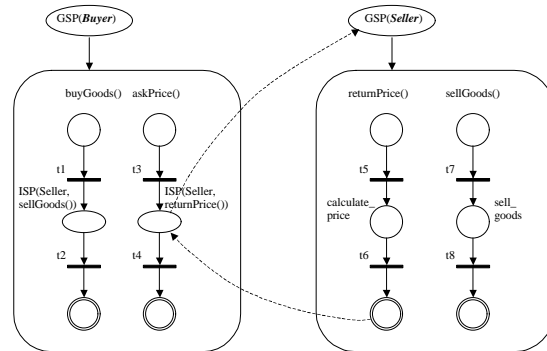 GSP(Buyer)
GSP(Seller)
buyGoods() askPrice()
returnPrice() sellGoods()
t1
t3
t5
t7
ISP(Seller,
sellGoods())
ISP(Seller,
returnPrice())
calculate_
price
sell_
goods
t2
t4
t6
t8